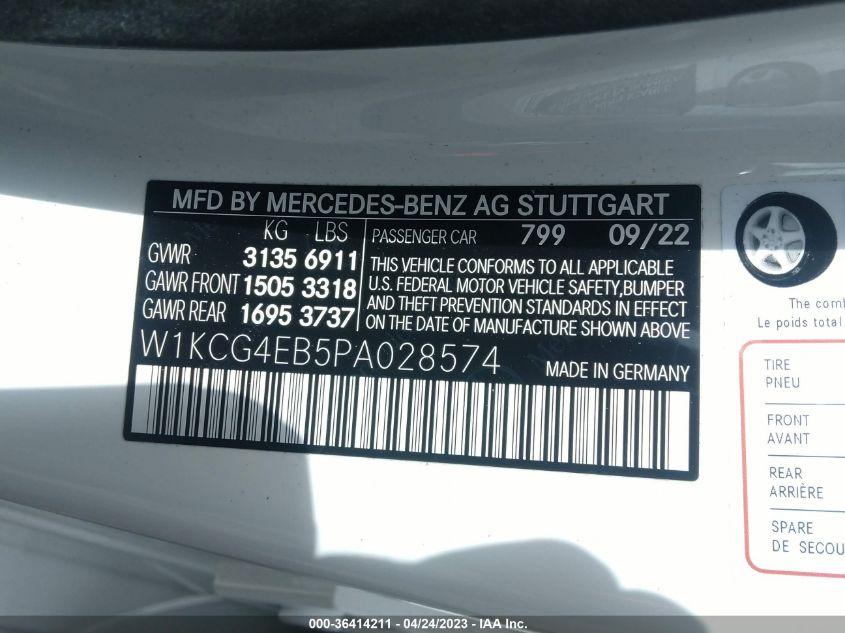 MFD BY MERCEDES-BENZ AG STUTTGART
KG LBS
GVWR 3135 6911
GAWR FRONT 1505 3318
GAWR REAR 1695 3737
PASSENGER CAR 799 09/22
THIS VEHICLE CONFORMS TO ALL APPLICABLE
U.S. FEDERAL MOTOR VEHICLE SAFETY,BUMPER
AND THEFT PREVENTION STANDARDS IN EFFECT
ON THE DATE OF MANUFACTURE SHOWN ABOVE
W1KCG4EB5PA028574 MADE IN GERMANY
The comb
Le poids total
TIRE
PNEU
FRONT
AVANT
REAR
ARRIÈRE
SPARE
DE SECOU
000-36414211 - 04/24/2023 - IAA Inc.